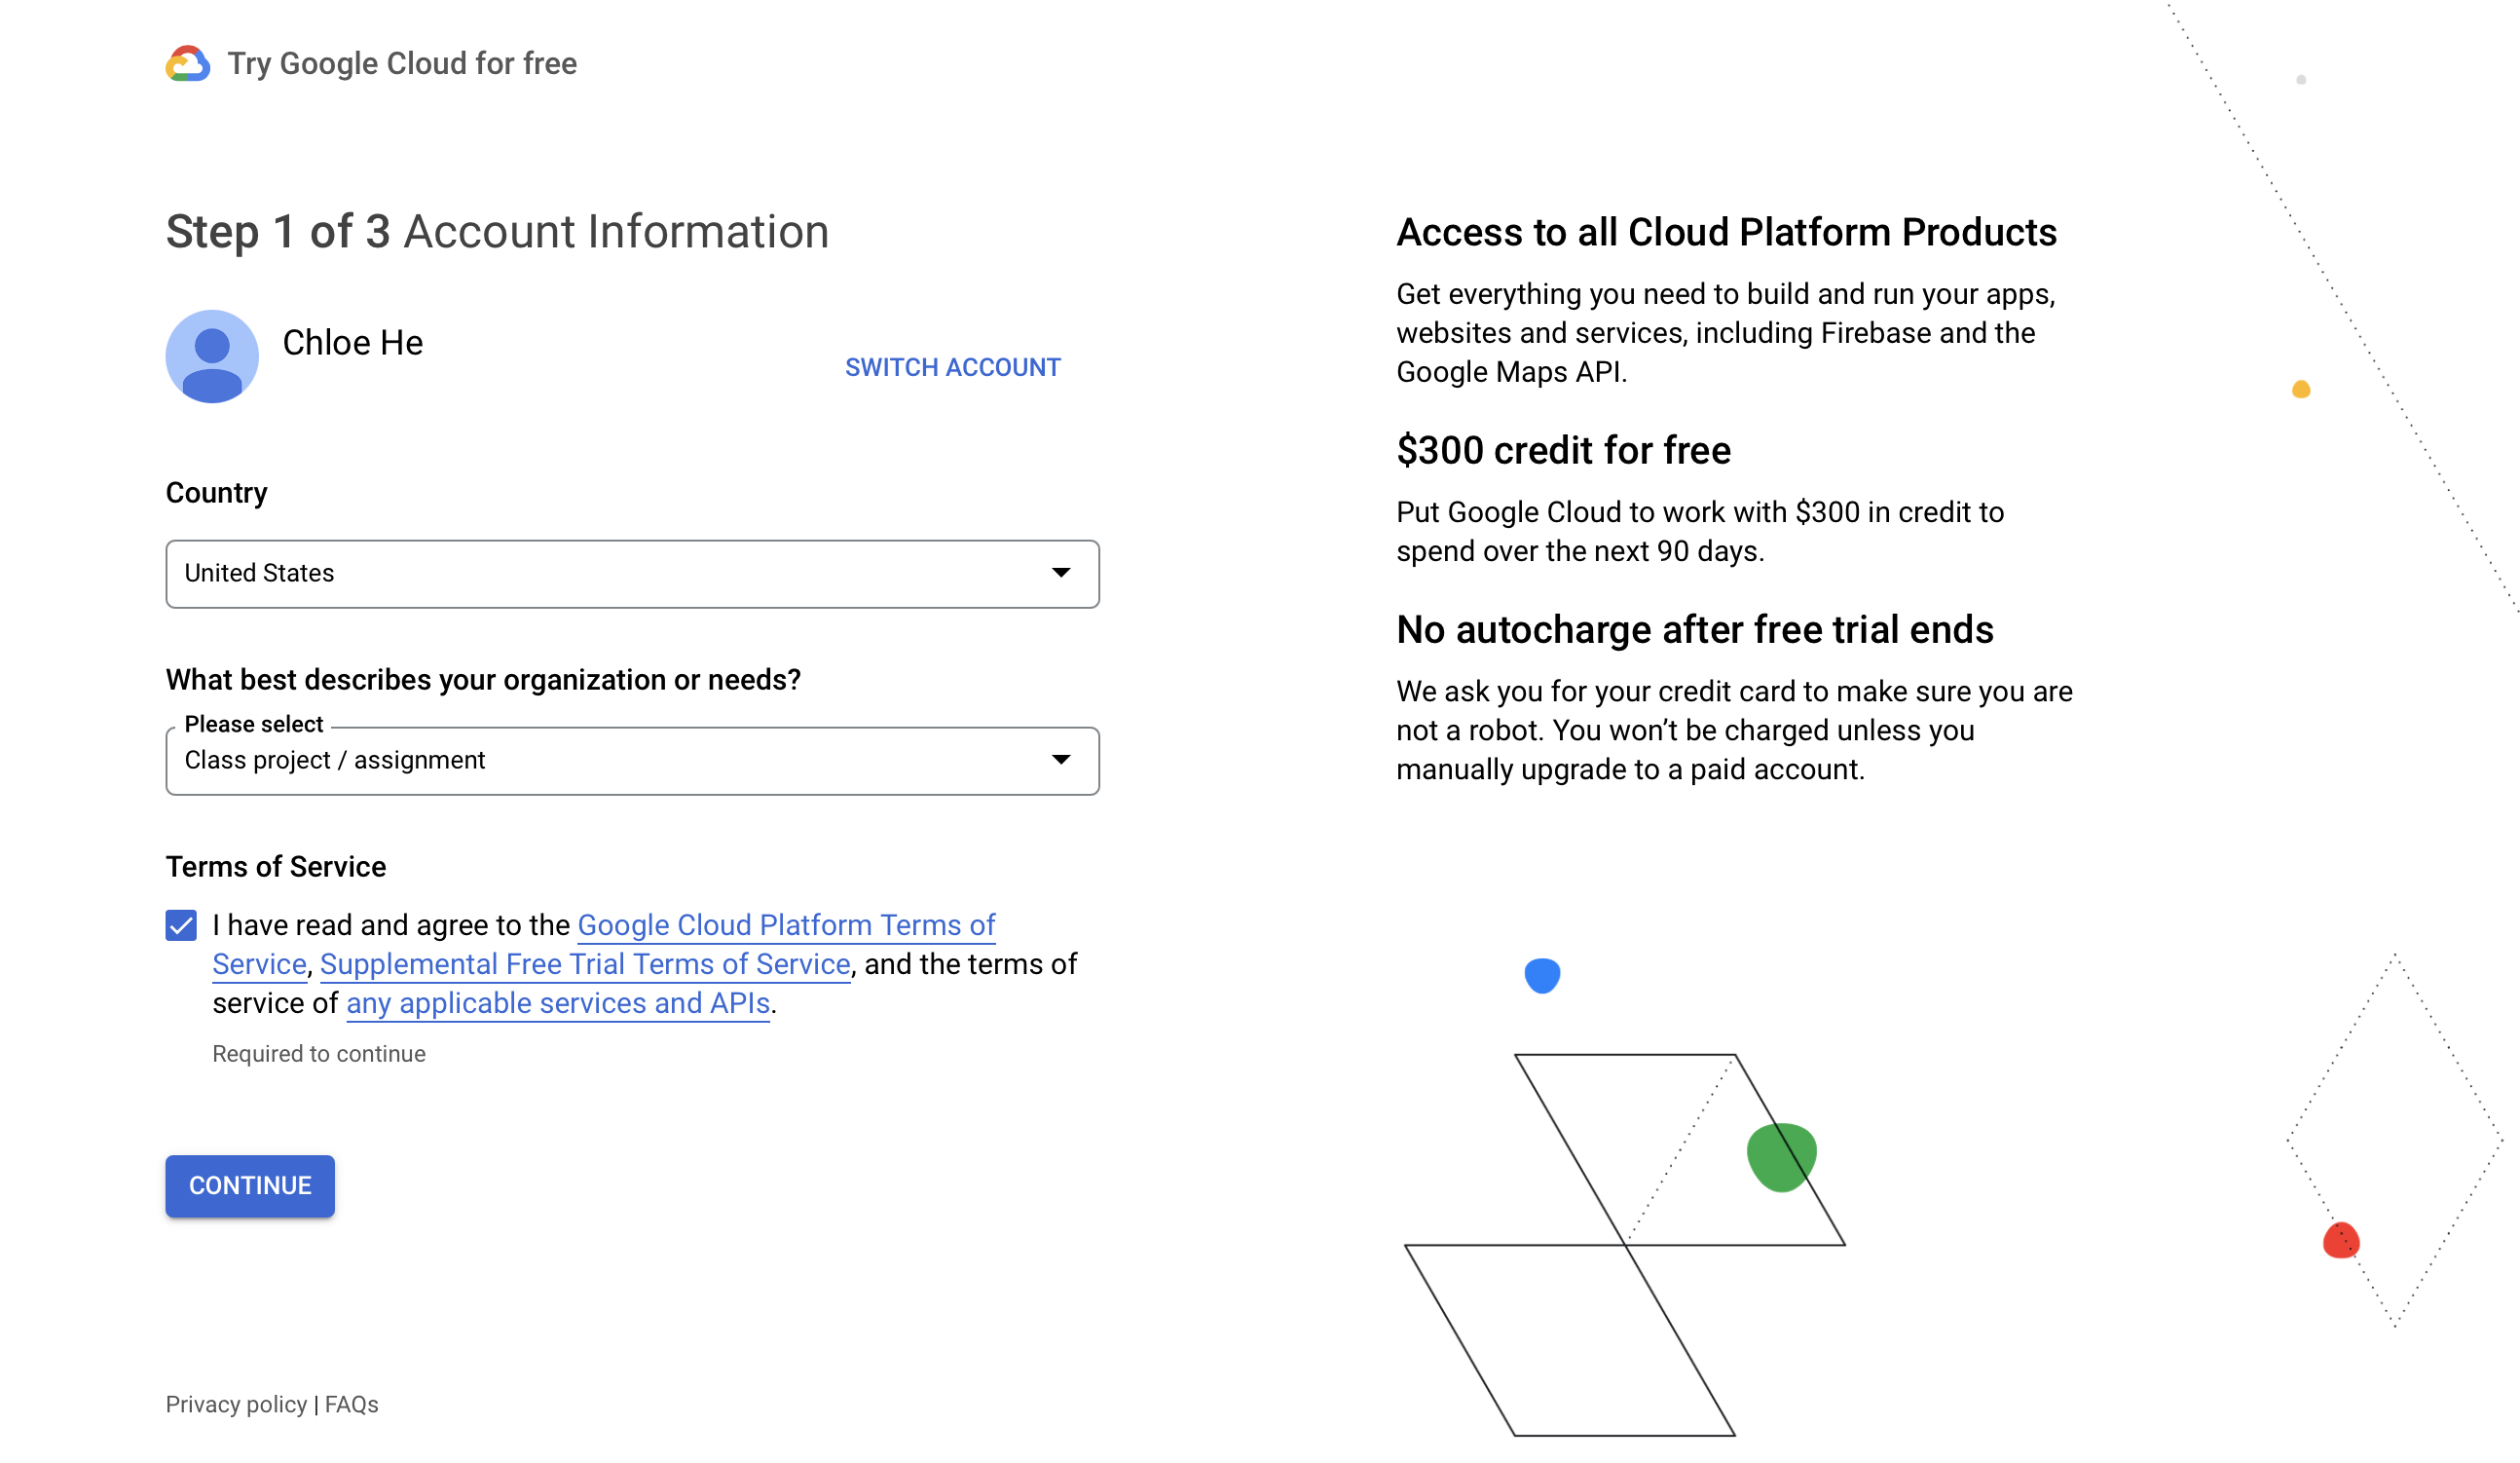 Try Google Cloud for free
Step 1 of 3 Account Information
Chloe He
SWITCH ACCOUNT
Country
United States
What best describes your organization or needs?
Please select
Class project / assignment
Terms of Service
I have read and agree to the Google Cloud Platform Terms of
Service, Supplemental Free Trial Terms of Service, and the terms of
service of any applicable services and APIs.
Required to continue
CONTINUE
Privacy policy | FAQs
Access to all Cloud Platform Products
Get everything you need to build and run your apps,
websites and services, including Firebase and the
Google Maps API.
$300 credit for free
Put Google Cloud to work with $300 in credit to
spend over the next 90 days.
No autocharge after free trial ends
We ask you for your credit card to make sure you are
not a robot. You won’t be charged unless you
manually upgrade to a paid account.